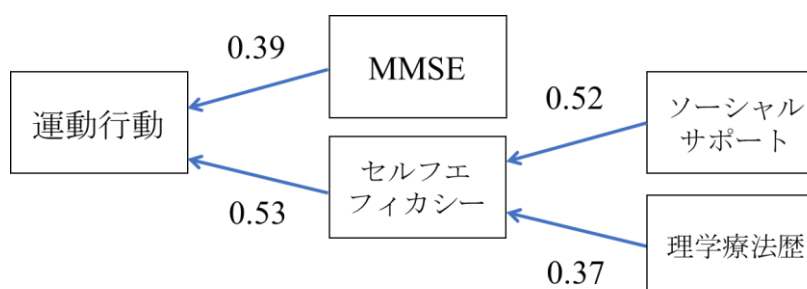 0.39
MMSE
運動行動
0.52
ソーシャル
サポート
セルフエ
フィカシー
0.53
理学療法歴
0.37